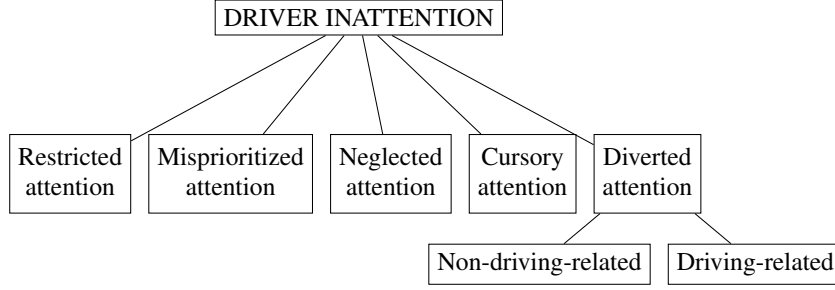 DRIVER INATTENTION
Restricted
attention
Misprioritized
attention
Neglected
attention
Cursory
attention
Diverted
attention
Non-driving-related
Driving-related